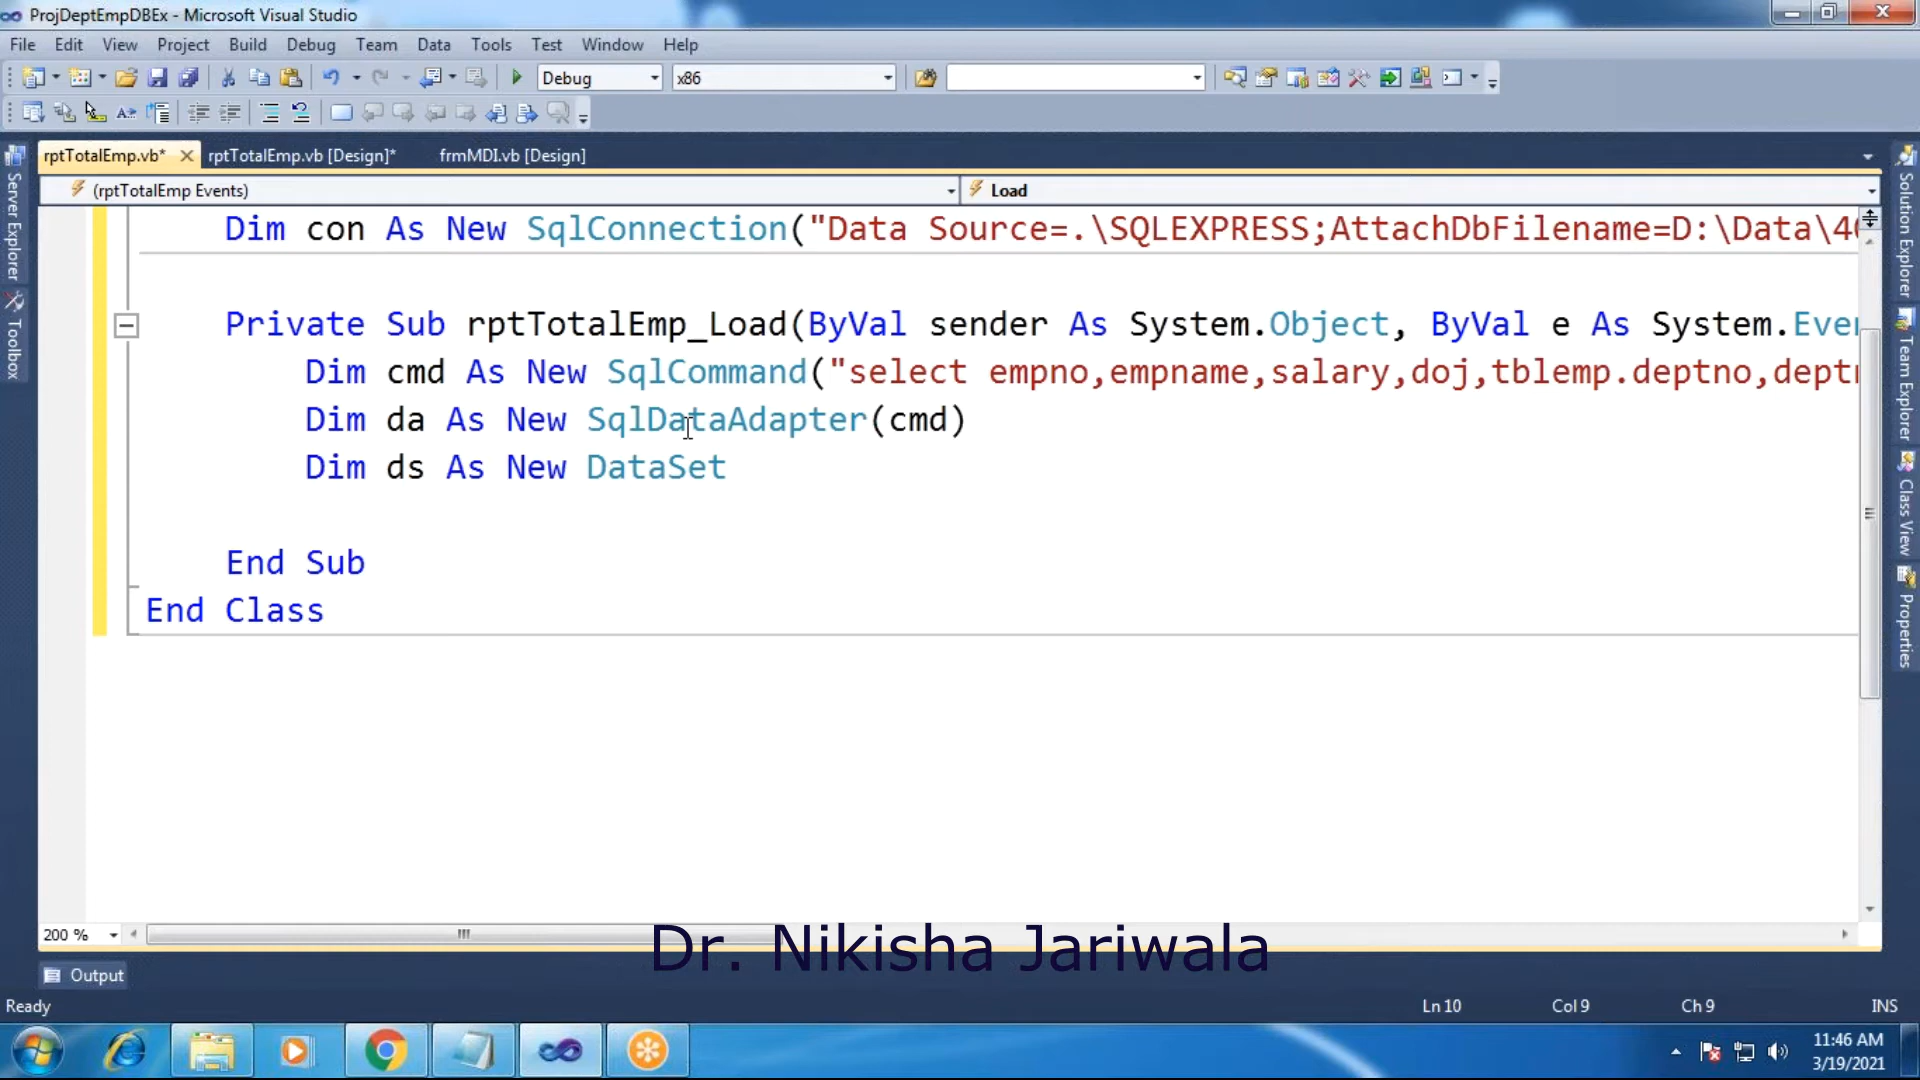 ProjDeptEmpDBEx - Microsoft Visual Studio
File Edit View Project Build Debug Team Data Tools Test Window Help
Debug x86
rptTotalEmp.vb* rptTotalEmp.vb [Design]* frmMDI.vb [Design]
(rptTotalEmp Events) Load
Dim con As New SqlConnection("Data Source=.\SQLEXPRESS;AttachDbFilename=D:\Data\
Private Sub rptTotalEmp_Load(ByVal sender As System.Object, ByVal e As System.
Dim cmd As New SqlCommand("select empno,empname,salary,doj,tblemp.deptno,
Dim da As New SqlDataAdapter(cmd)
Dim ds As New DataSet
End Sub
End Class
Server Explorer
Toolbox
Solution Explorer
Team Explorer
Class View
Properties
200 %
Dr. Nikisha Jariwala
Output
Ready Ln 10 Col 9 Ch 9 INS
11:46 AM
3/19/2021